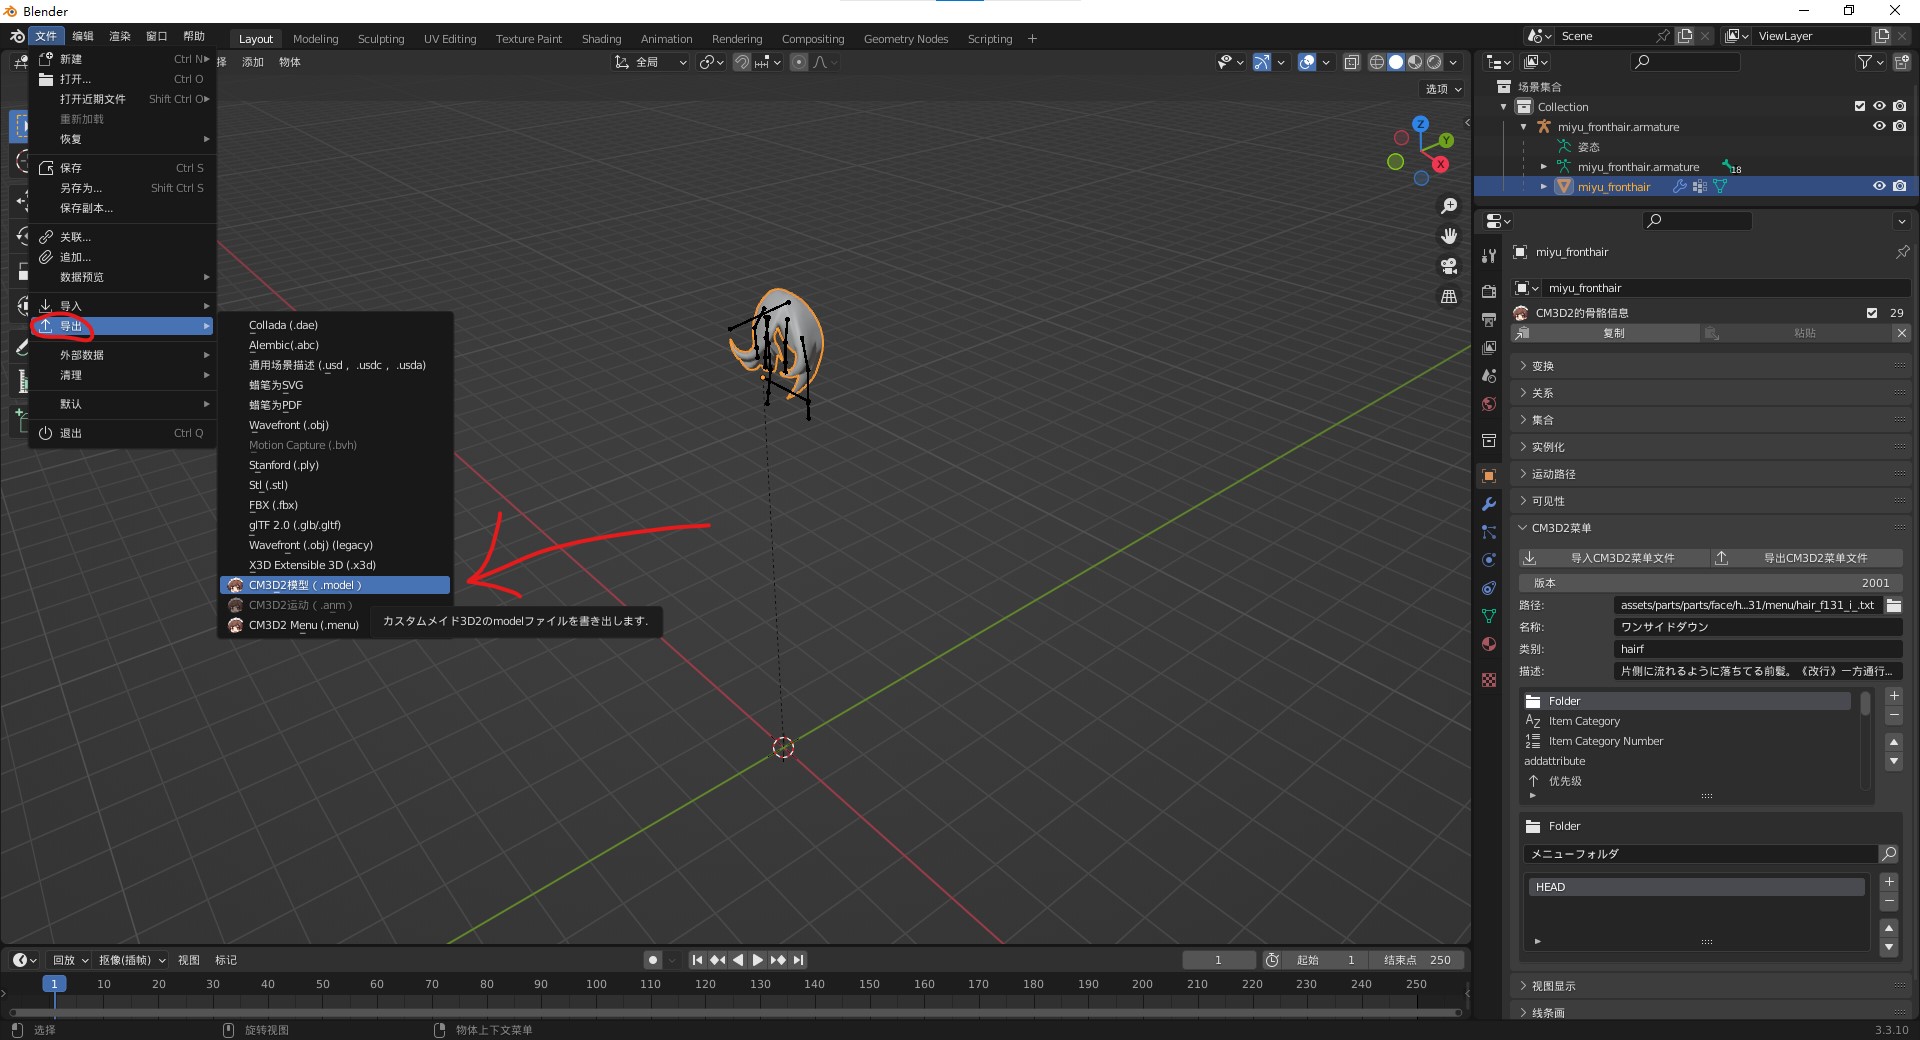 Blender
文件 编辑 渲染 窗口 帮助 Layout Modeling Sculpting UV Editing Texture Paint Shading Animation Rendering Compositing Geometry Nodes Scripting + Scene ViewLayer
择 添加 物体 全局
选项
新建 Ctrl N
打开... Ctrl O
打开近期文件 Shift Ctrl O
重新加载
恢复
保存 Ctrl S
另存为... Shift Ctrl S
保存副本...
关联...
追加...
数据预览
导入
导出
外部数据
清理
默认
退出 Ctrl Q
Collada (.dae)
Alembic(.abc)
通用场景描述 (.usd， .usdc， .usda)
蜡笔为SVG
蜡笔为PDF
Wavefront (.obj)
Motion Capture (.bvh)
Stanford (.ply)
Stl (.stl)
FBX (.fbx)
glTF 2.0 (.glb/.gltf)
Wavefront (.obj) (legacy)
X3D Extensible 3D (.x3d)
CM3D2模型（ .model ）
CM3D2运动（ .anm ）
CM3D2 Menu (.menu)
カスタムメイド3D2のmodelファイルを書き出します.
Z
Y
X
场景集合
Collection
miyu_fronthair.armature
姿态
miyu_fronthair.armature 18
miyu_fronthair
miyu_fronthair
miyu_fronthair
CM3D2的骨骼信息 29
复制 粘贴
变换
关系
集合
实例化
运动路径
可见性
CM3D2菜单
导入CM3D2菜单文件 导出CM3D2菜单文件
版本 2001
路径: assets/parts/parts/face/h...31/menu/hair_f131_i_.txt
名称: ワンサイドダウン
类别: hairf
描述: 片側に流れるように落ちてる前髪。《改行》一方通行...
Folder
Item Category
Item Category Number
addattribute
优先级
Folder
メニューフォルダ
HEAD
视图显示
线条画
回放 抠像(插帧) 视图 标记 1 起始 1 结束点 250
1 10 20 30 40 50 60 70 80 90 100 110 120 130 140 150 160 170 180 190 200 210 220 230 240 250
选择 旋转视图 物体上下文菜单 3.3.10